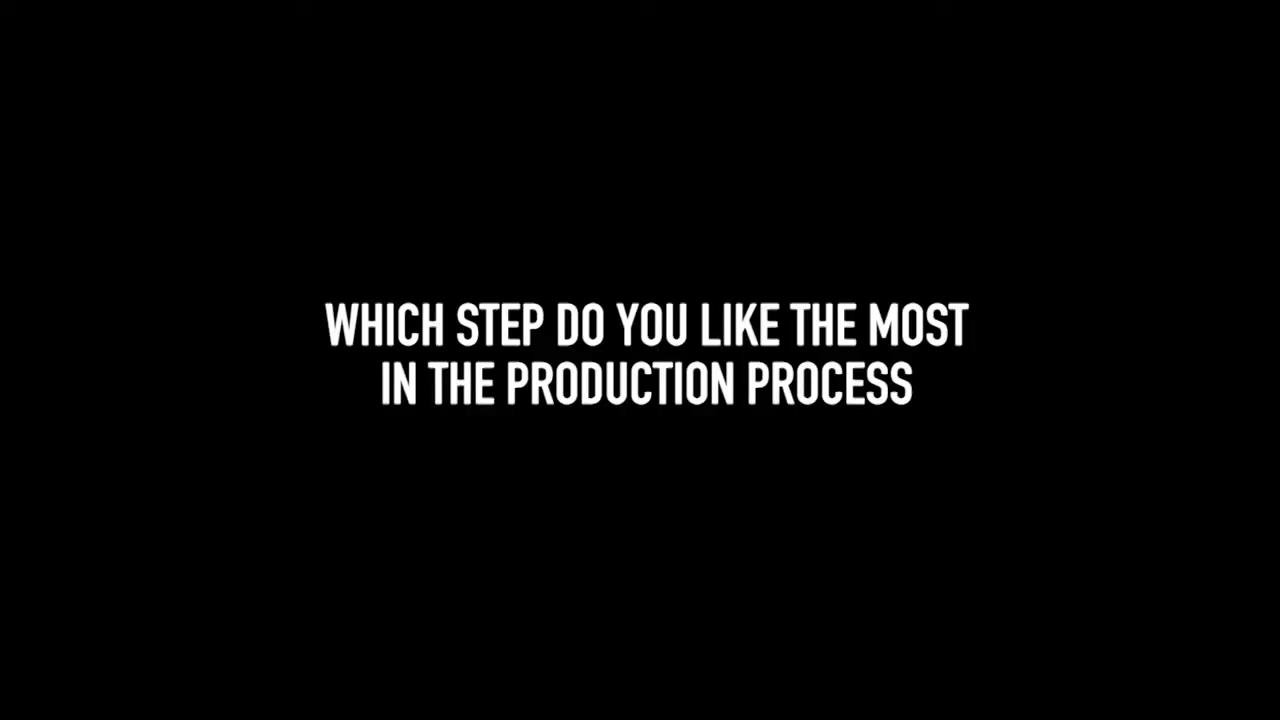 WHICH STEP DO YOU LIKE THE MOST
IN THE PRODUCTION PROCESS